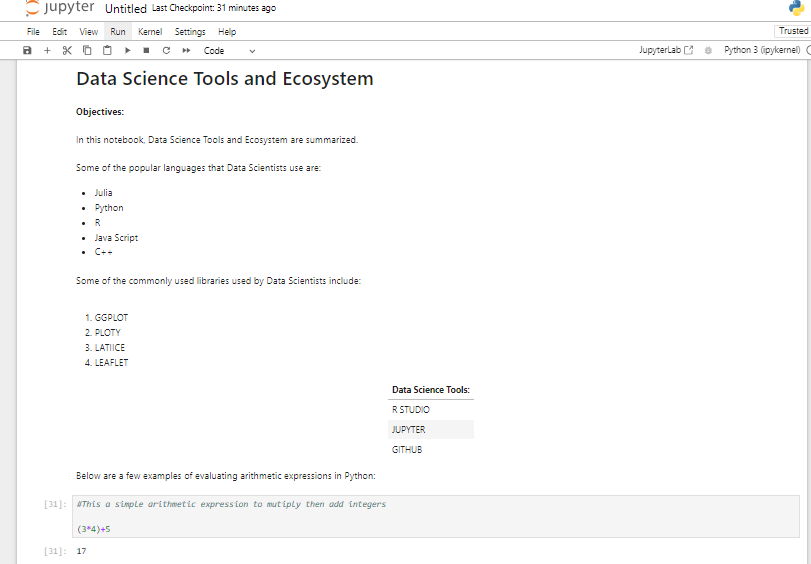 jupyter Untitled Last Checkpoint: 31 minutes ago
File Edit View Run Kernel Settings Help Trusted
Code JupyterLab Python 3 (ipykernel)
Data Science Tools and Ecosystem
Objectives:
In this notebook, Data Science Tools and Ecosystem are summarized.
Some of the popular languages that Data Scientists use are:
• Julia
• Python
• R
• Java Script
• C++
Some of the commonly used libraries used by Data Scientists include:
1. GGPLOT
2. PLOTY
3. LATIICE
4. LEAFLET
Data Science Tools:
R STUDIO
JUPYTER
GITHUB
Below are a few examples of evaluating arithmetic expressions in Python:
[31]: #This a simple arithmetic expression to mutiply then add integers
(3*4)+5
[31]: 17